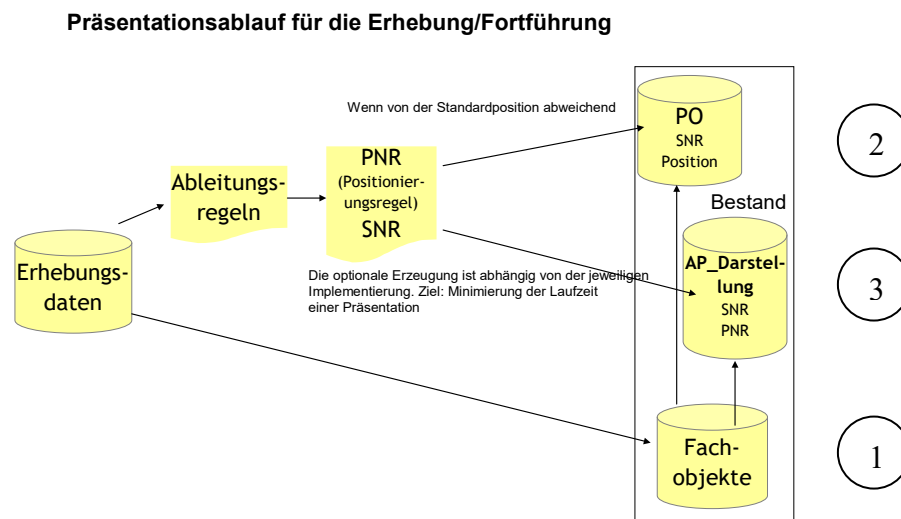 Präsentationsablauf für die Erhebung/Fortführung
Wenn von der Standardposition abweichend
PO
SNR
Position
2
Ableitungs-
regeln
PNR
(Positionier-
ungsregel)
SNR
Bestand
Erhebungs-
daten
Die optionale Erzeugung ist abhängig von der jeweiligen
Implementierung. Ziel: Minimierung der Laufzeit
einer Präsentation
AP_Darstel-
lung
SNR
PNR
3
Fach-
objekte
1